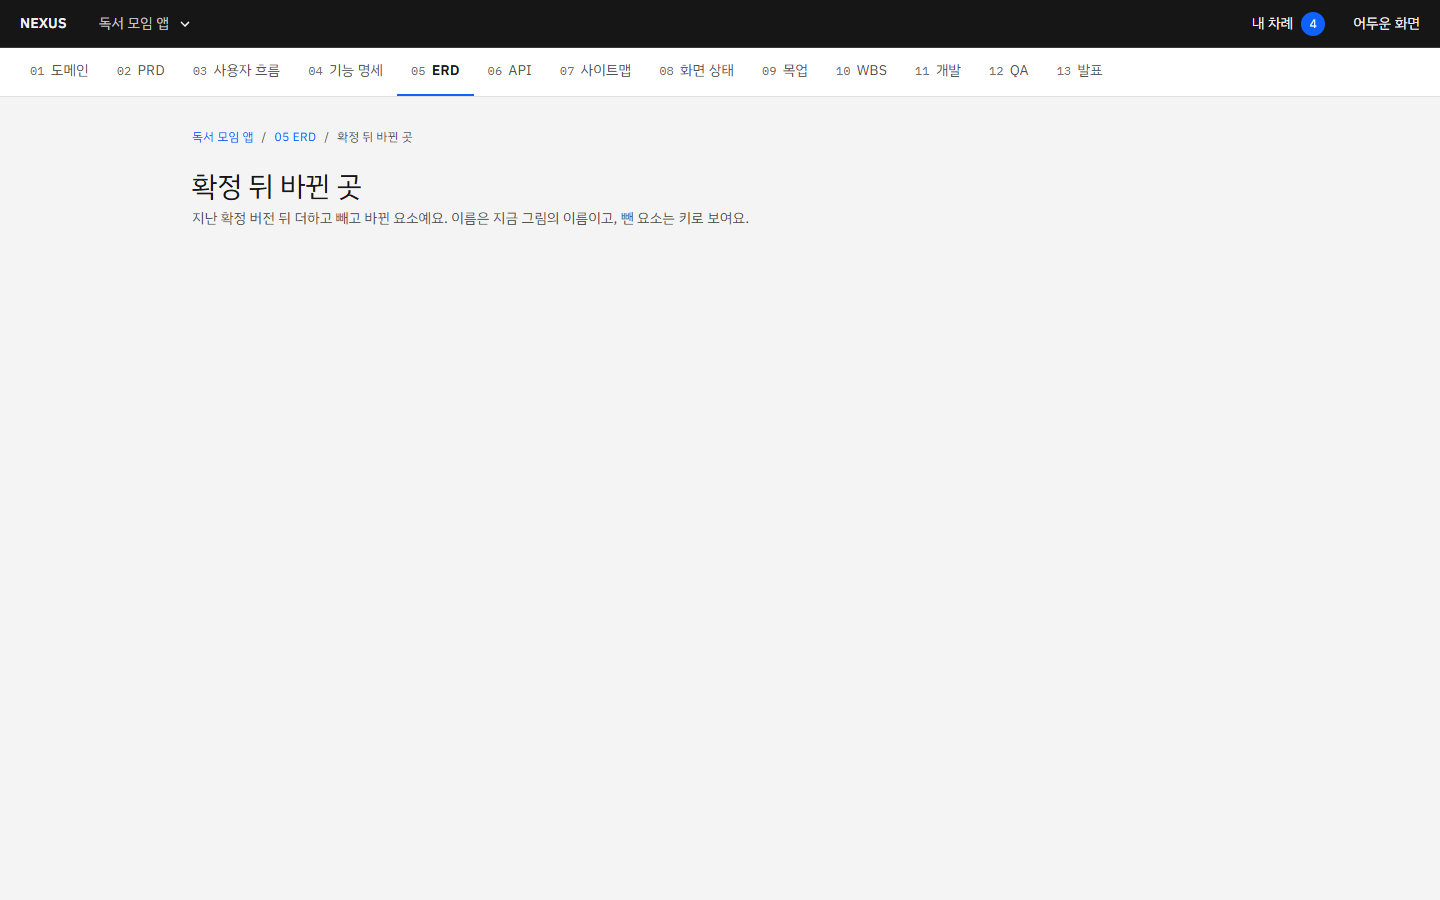 NEXUS 독서 모임 앱 내 차례 4 어두운 화면
01 도메인 02 PRD 03 사용자 흐름 04 기능 명세 05 ERD 06 API 07 사이트맵 08 화면 상태 09 목업 10 WBS 11 개발 12 QA 13 발표
독서 모임 앱 / 05 ERD / 확정 뒤 바뀐 곳
확정 뒤 바뀐 곳
지난 확정 버전 뒤 더하고 빼고 바뀐 요소예요. 이름은 지금 그림의 이름이고, 뺀 요소는 키로 보여요.